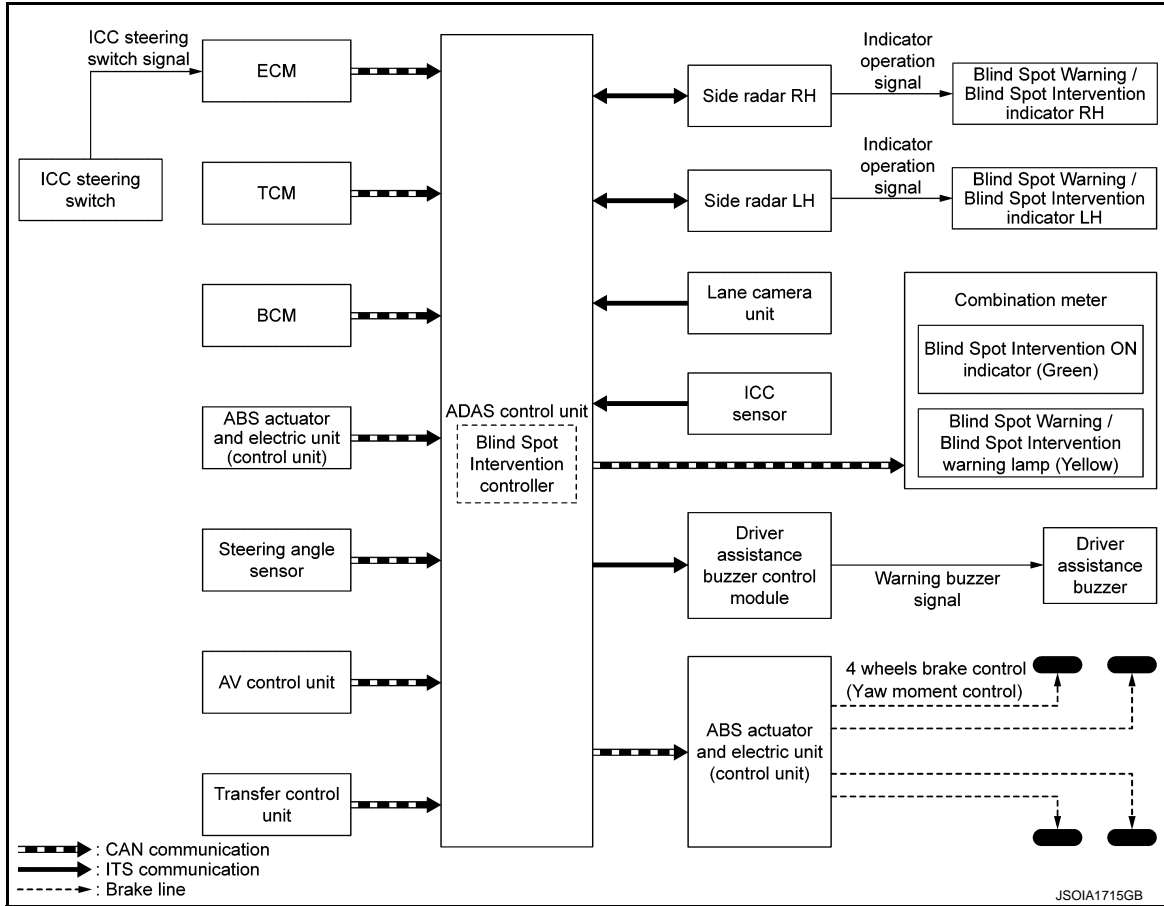 ICC steering
switch signal
ECM
ICC steering
switch
TCM
BCM
ABS actuator
and electric unit
(control unit)
Steering angle
sensor
AV control unit
Transfer control
unit
ADAS control unit
Blind Spot
Intervention
controller
Side radar RH
Indicator
operation
signal
Blind Spot Warning /
Blind Spot Intervention
indicator RH
Side radar LH
Indicator
operation
signal
Blind Spot Warning /
Blind Spot Intervention
indicator LH
Lane camera
unit
ICC
sensor
Combination meter
Blind Spot Intervention ON
indicator (Green)
Blind Spot Warning /
Blind Spot Intervention
warning lamp (Yellow)
Driver
assistance
buzzer control
module
Warning buzzer
signal
Driver
assistance
buzzer
ABS actuator
and electric unit
(control unit)
4 wheels brake control
(Yaw moment control)
: CAN communication
: ITS communication
: Brake line
JSOIA1715GB